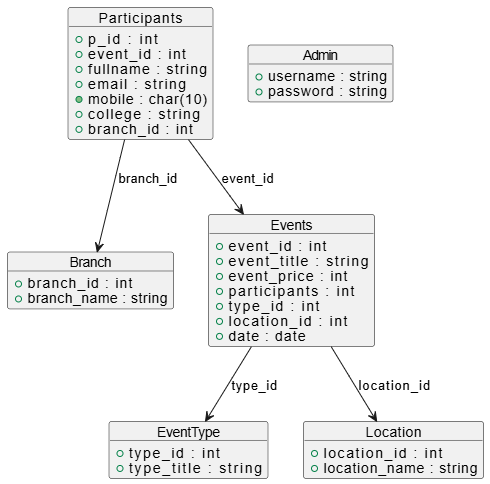 Participants
p_id : int
event_id : int
fullname : string
email : string
mobile : char(10)
college : string
branch_id : int
Admin
username : string
password : string
branch_id
event_id
Branch
branch_id : int
branch_name : string
Events
event_id : int
event_title : string
event_price : int
participants : int
type_id : int
location_id : int
date : date
type_id
location_id
EventType
type_id : int
type_title : string
Location
location_id : int
location_name : string